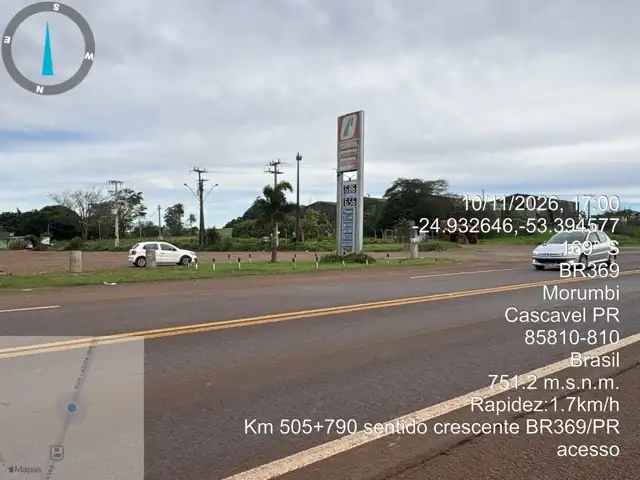 S
E
W
N
10/11/2026, 17:00
-24.932646,-53.394577
169° S
BR369
Morumbi
Cascavel PR
85810-810
Brasil
751.2 m.s.n.m.
Rapidez:1.7km/h
Km 505+790 sentido crescente BR369/PR
acesso
Mapas